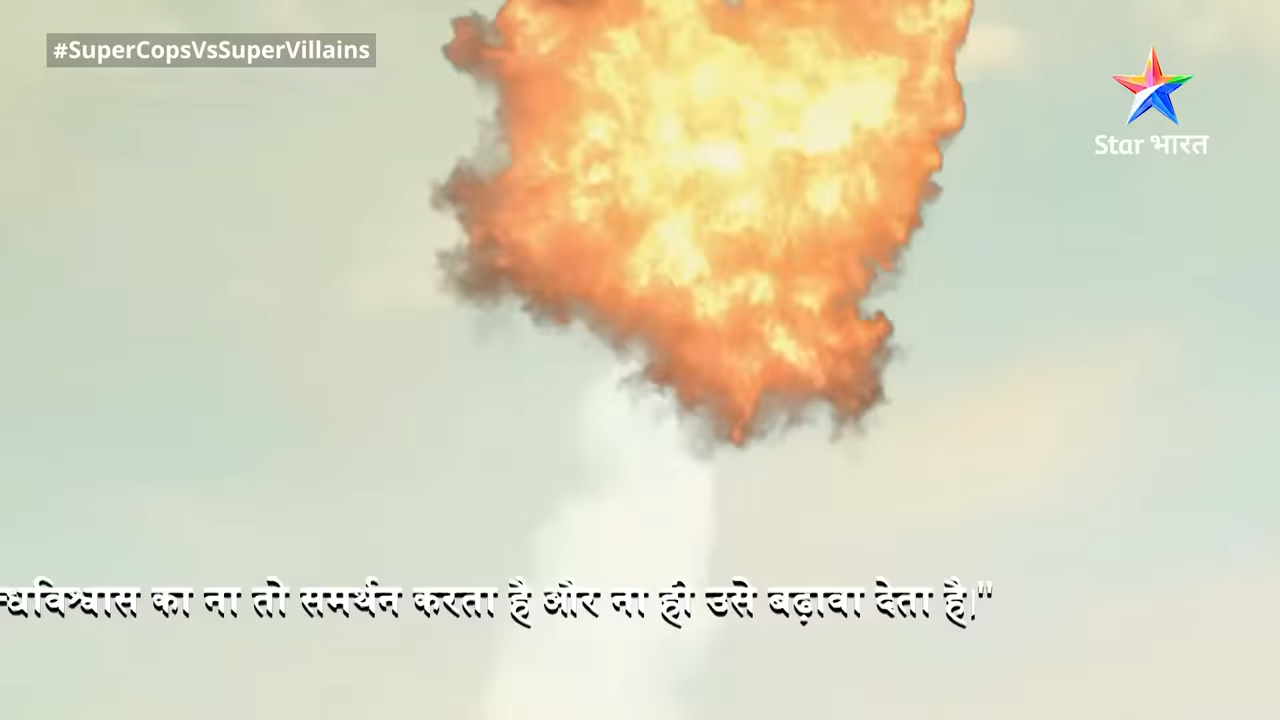 #SuperCopsVsSuperVillains
Star भारत
न्धविश्वास का ना तो समर्थन करता है और ना ही उसे बढ़ावा देता है।"